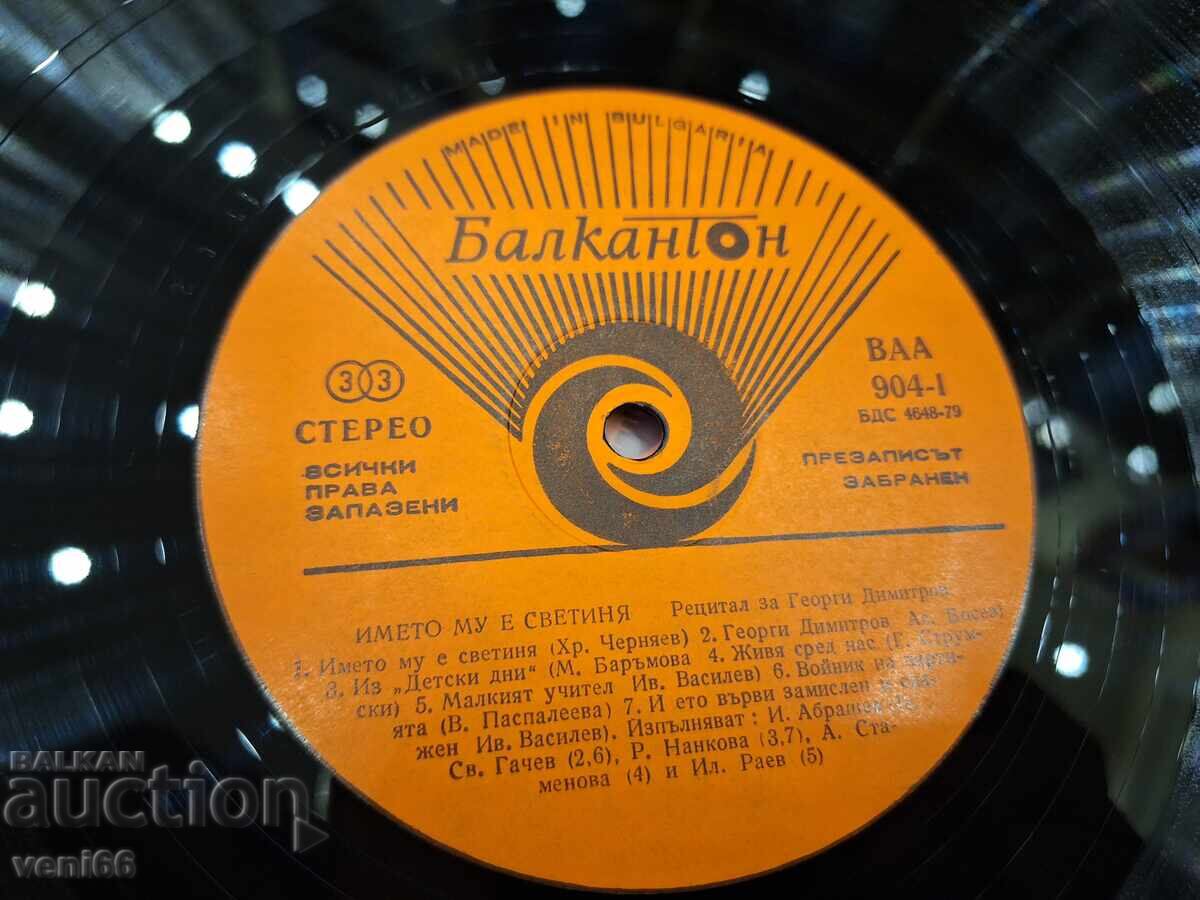 MADE IN BULGARIA
Балкантон
33
СТЕРЕО
ВСИЧКИ
ПРАВА
ЗАПАЗЕНИ
ВАА
904-I
БДС 4648-79
ПРЕЗАПИСЪТ
ЗАБРАНЕН
ИМЕТО МУ Е СВЕТИНЯ Рецитал за Георги Димитров
1. Името му е светиня (Хр. Черняев) 2. Георги Димитров Ас. Босев)
3. Из „Детски дни“ (М. Баръмова 4. Живя сред нас (Г. Струм-
ски) 5. Малкият учител Ив. Василев) 6. Войник на парти-
ята (В. Паспалеева) 7. И ето върви замислен и сна-
жен Ив. Василев). Изпълняват: И. Абрашев
Св. Гачев (2,6), Р. Нанкова (3,7), А. Ста-
менова (4) и Ил. Раев (5)
BALKAN
auction
veni66